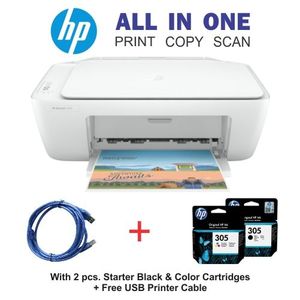 hp
ALL IN ONE
PRINT COPY SCAN
Awaits
hp
305
hp
305
With 2 pcs. Starter Black & Color Cartridges
+ Free USB Printer Cable